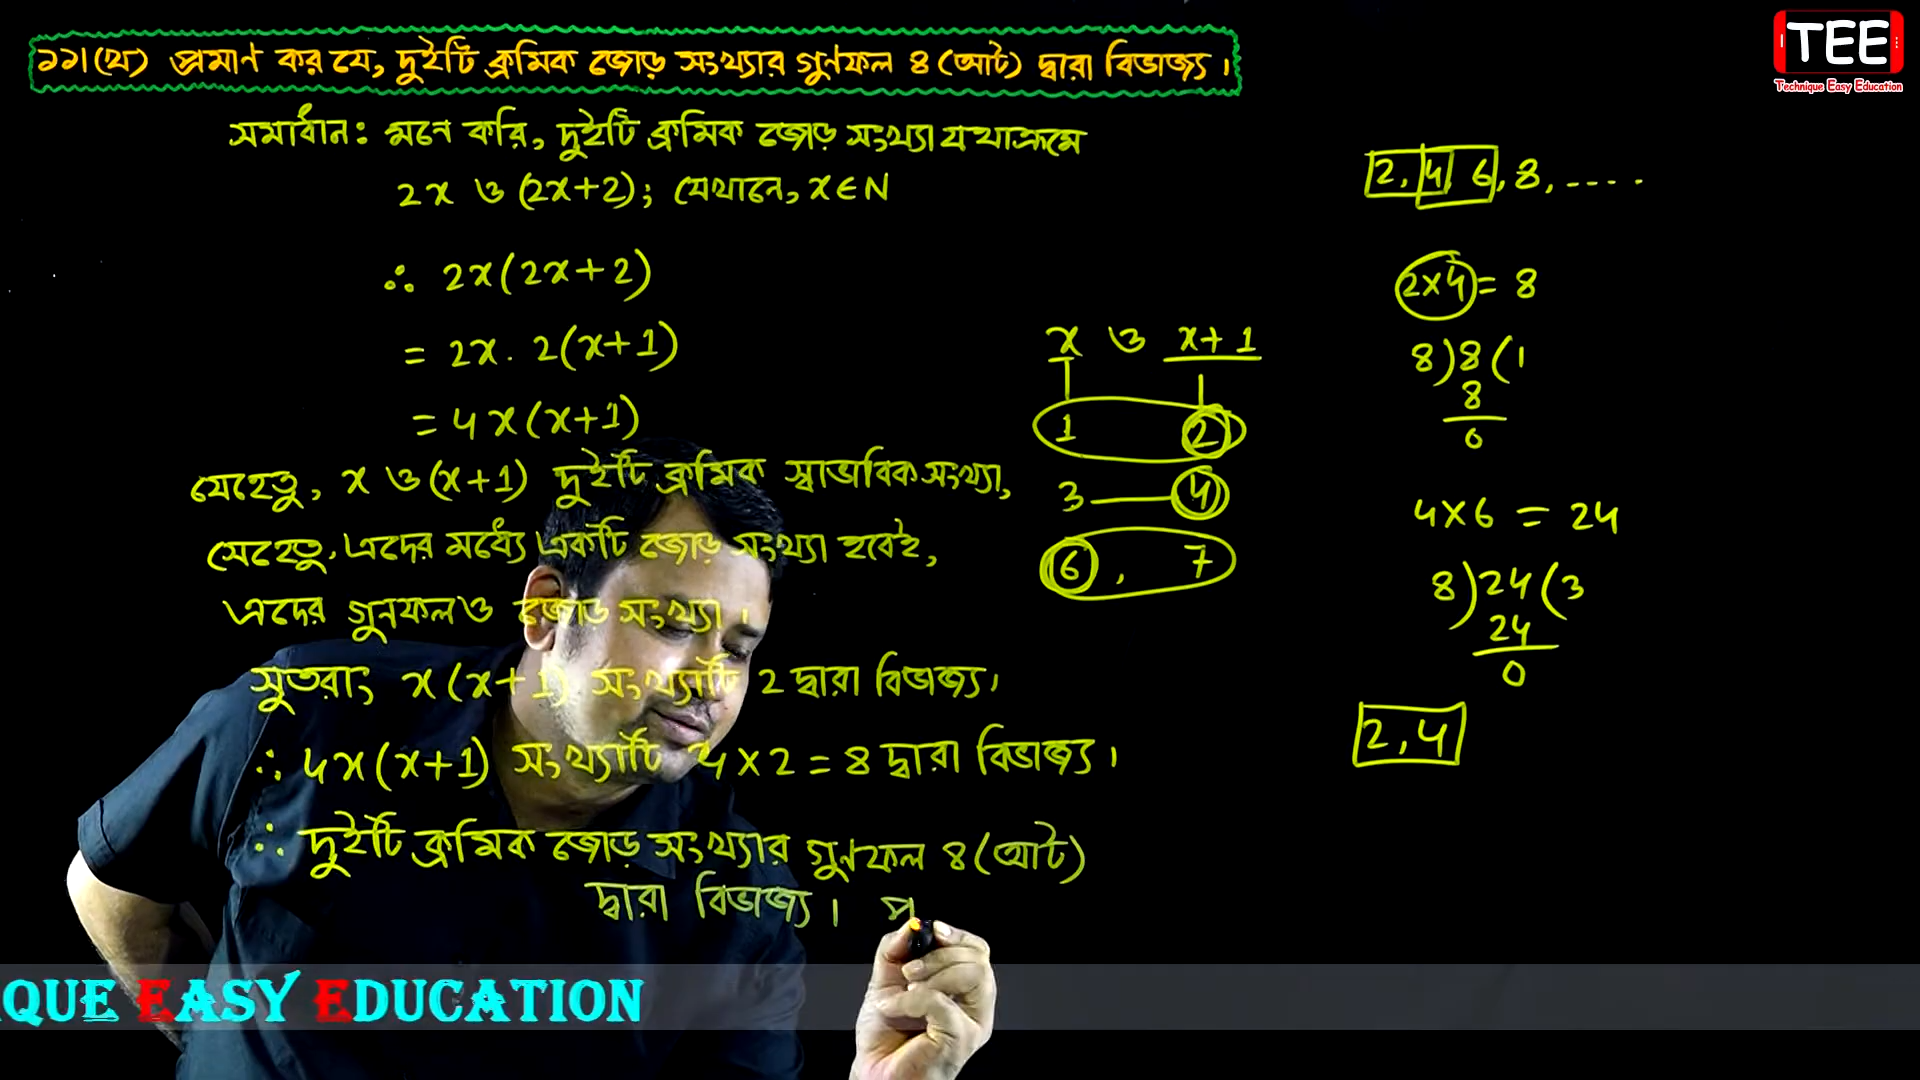 ১১। (থ) প্রমাণ কর যে, দুইটি ক্রমিক জোড় সংখ্যার গুণফল ৪ (আট) দ্বারা বিভাজ্য।
TEE
Technique Easy Education
সমাধান: মনে করি, দুইটি ক্রমিক জোড় সংখ্যা যথাক্রমে
2x ও (2x+2); যেখানে, x∈N
∴ 2x(2x+2)
= 2x. 2(x+1)
= 4x(x+1)
যেহেতু, x ও (x+1) দুইটি ক্রমিক স্বাভাবিক সংখ্যা,
সেহেতু, এদের মধ্যে একটি জোড় সংখ্যা হবেই,
এদের গুনফলও জোড় সংখ্যা।
সুতরাং x(x+1) সংখ্যাটি 2 দ্বারা বিভাজ্য।
∴ 4x(x+1) সংখ্যাটি 4×2=8 দ্বারা বিভাজ্য।
∴ দুইটি ক্রমিক জোড় সংখ্যার গুণফল ৪ (আট)
দ্বারা বিভাজ্য। প্
x ও x+1
1 2
3 4
6, 7
2, 4, 6, 8, ....
2×4 = 8
8)8(1
8
0
4×6 = 24
8)24(3
24
0
2, 4
QUE EASY EDUCATION